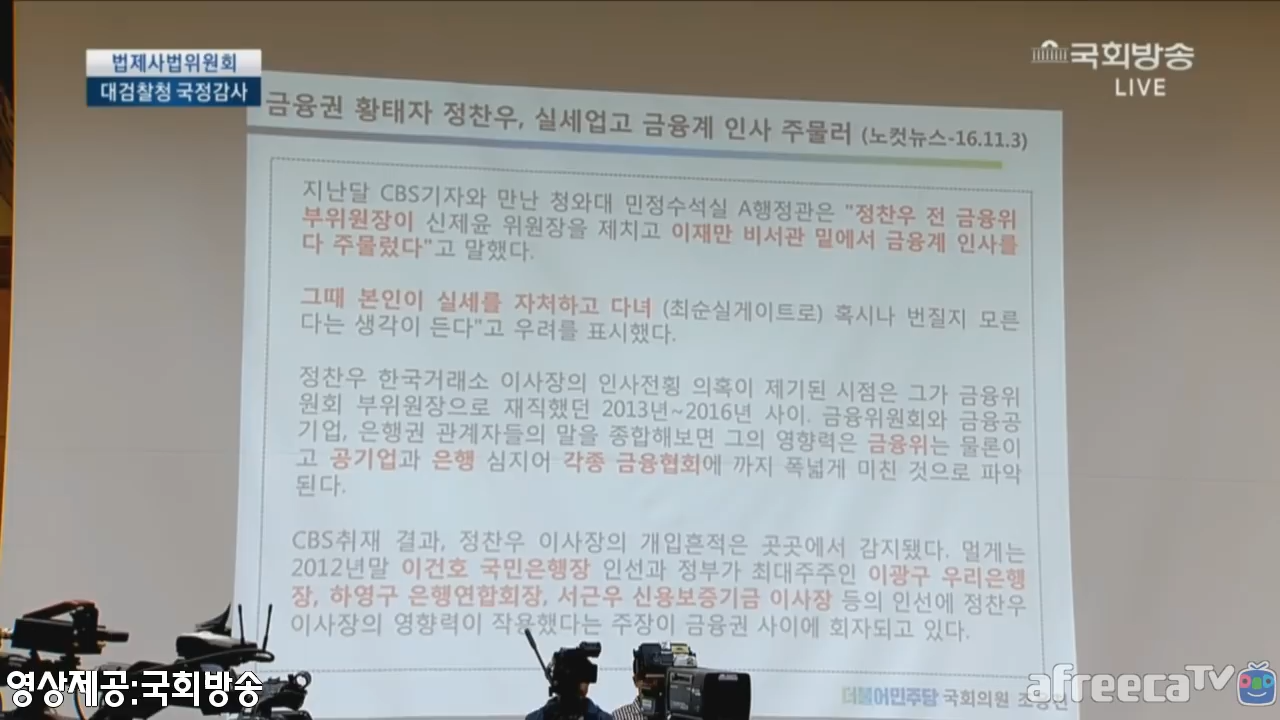 법제사법위원회
대검찰청 국정감사
국회방송
LIVE
금융권 황태자 정찬우, 실세업고 금융계 인사 주물러 (노컷뉴스-16.11.3)
지난달 CBS기자와 만난 청와대 민정수석실 A행정관은 "정찬우 전 금융위
부위원장이 신제윤 위원장을 제치고 이재만 비서관 밑에서 금융계 인사를
다 주물렀다"고 말했다.
그때 본인이 실세를 자처하고 다녀 (최순실게이트로) 혹시나 번질지 모른
다는 생각이 든다"고 우려를 표시했다.
정찬우 한국거래소 이사장의 인사전횡 의혹이 제기된 시점은 그가 금융위
원회 부위원장으로 재직했던 2013년~2016년 사이. 금융위원회와 금융공
기업, 은행권 관계자들의 말을 종합해보면 그의 영향력은 금융위는 물론이
고 공기업과 은행 심지어 각종 금융협회에 까지 폭넓게 미친 것으로 파악
된다.
CBS취재 결과, 정찬우 이사장의 개입흔적은 곳곳에서 감지됐다. 멀게는
2012년말 이건호 국민은행장 인선과 정부가 최대주주인 이광구 우리은행
장, 하영구 은행연합회장, 서근우 신용보증기금 이사장 등의 인선에 정찬우
이사장의 영향력이 작용했다는 주장이 금융권 사이에 회자되고 있다.
더불어민주당 국회의원
영상제공:국회방송
afreecaTV